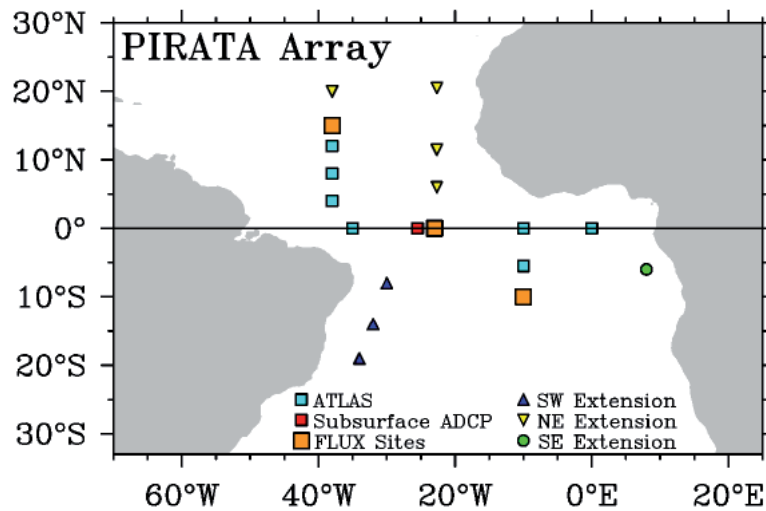 PIRATA Array
30°N
20°N
10°N
0°
10°S
20°S
30°S
ATLAS
Subsurface ADCP
FLUX Sites
SW Extension
NE Extension
SE Extension
60°W 40°W 20°W 0°E 20°E